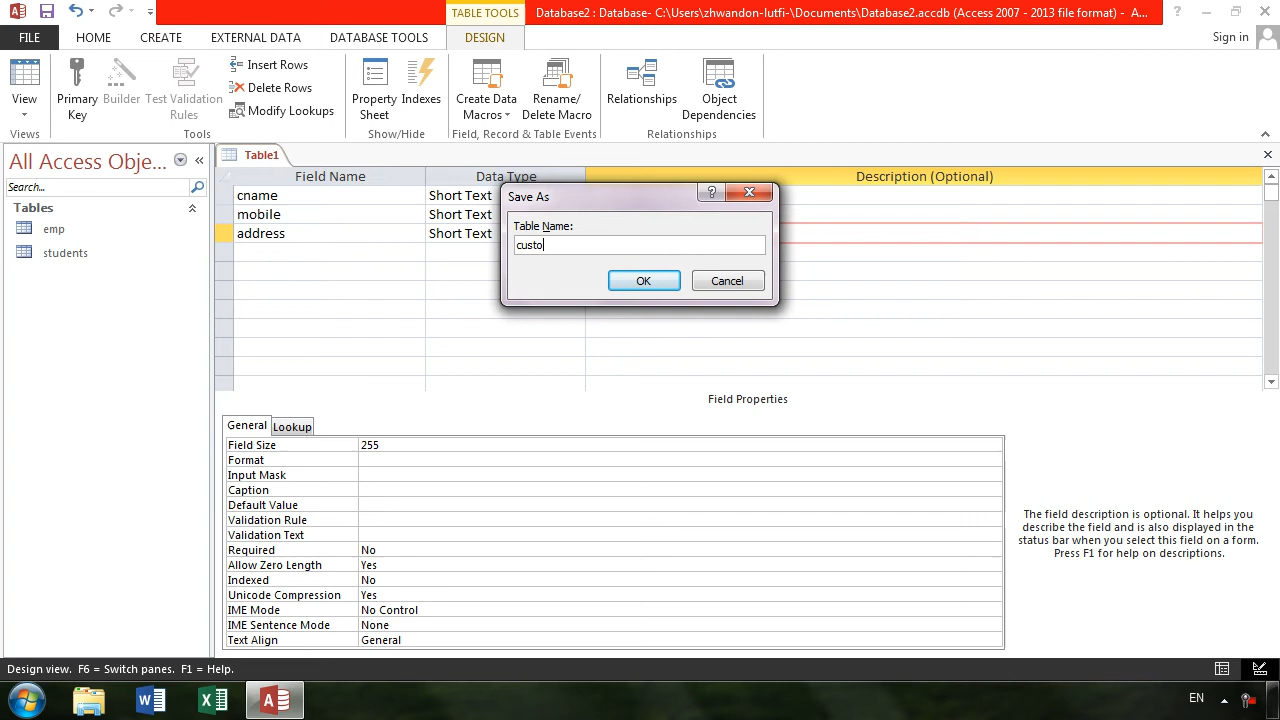 TABLE TOOLS
Database2 : Database- C:\Users\zhwandon-lutfi-\Documents\Database2.accdb (Access 2007 - 2013 file format) - A...
FILE HOME CREATE EXTERNAL DATA DATABASE TOOLS DESIGN Sign in
View Primary Key Builder Test Validation Rules Insert Rows Delete Rows Modify Lookups Property Sheet Indexes Create Data Macros Rename/ Delete Macro Relationships Object Dependencies
Views Tools Show/Hide Field, Record & Table Events Relationships
All Access Obje...
Search...
Tables
emp
students
Table1
Field Name Data Type Description (Optional)
cname Short Text
mobile Short Text
address Short Text
Save As
Table Name:
custo
OK Cancel
Field Properties
General Lookup
Field Size 255
Format
Input Mask
Caption
Default Value
Validation Rule
Validation Text
Required No
Allow Zero Length Yes
Indexed No
Unicode Compression Yes
IME Mode No Control
IME Sentence Mode None
Text Align General
The field description is optional. It helps you
describe the field and is also displayed in the
status bar when you select this field on a form.
Press F1 for help on descriptions.
Design view. F6 = Switch panes. F1 = Help.
EN